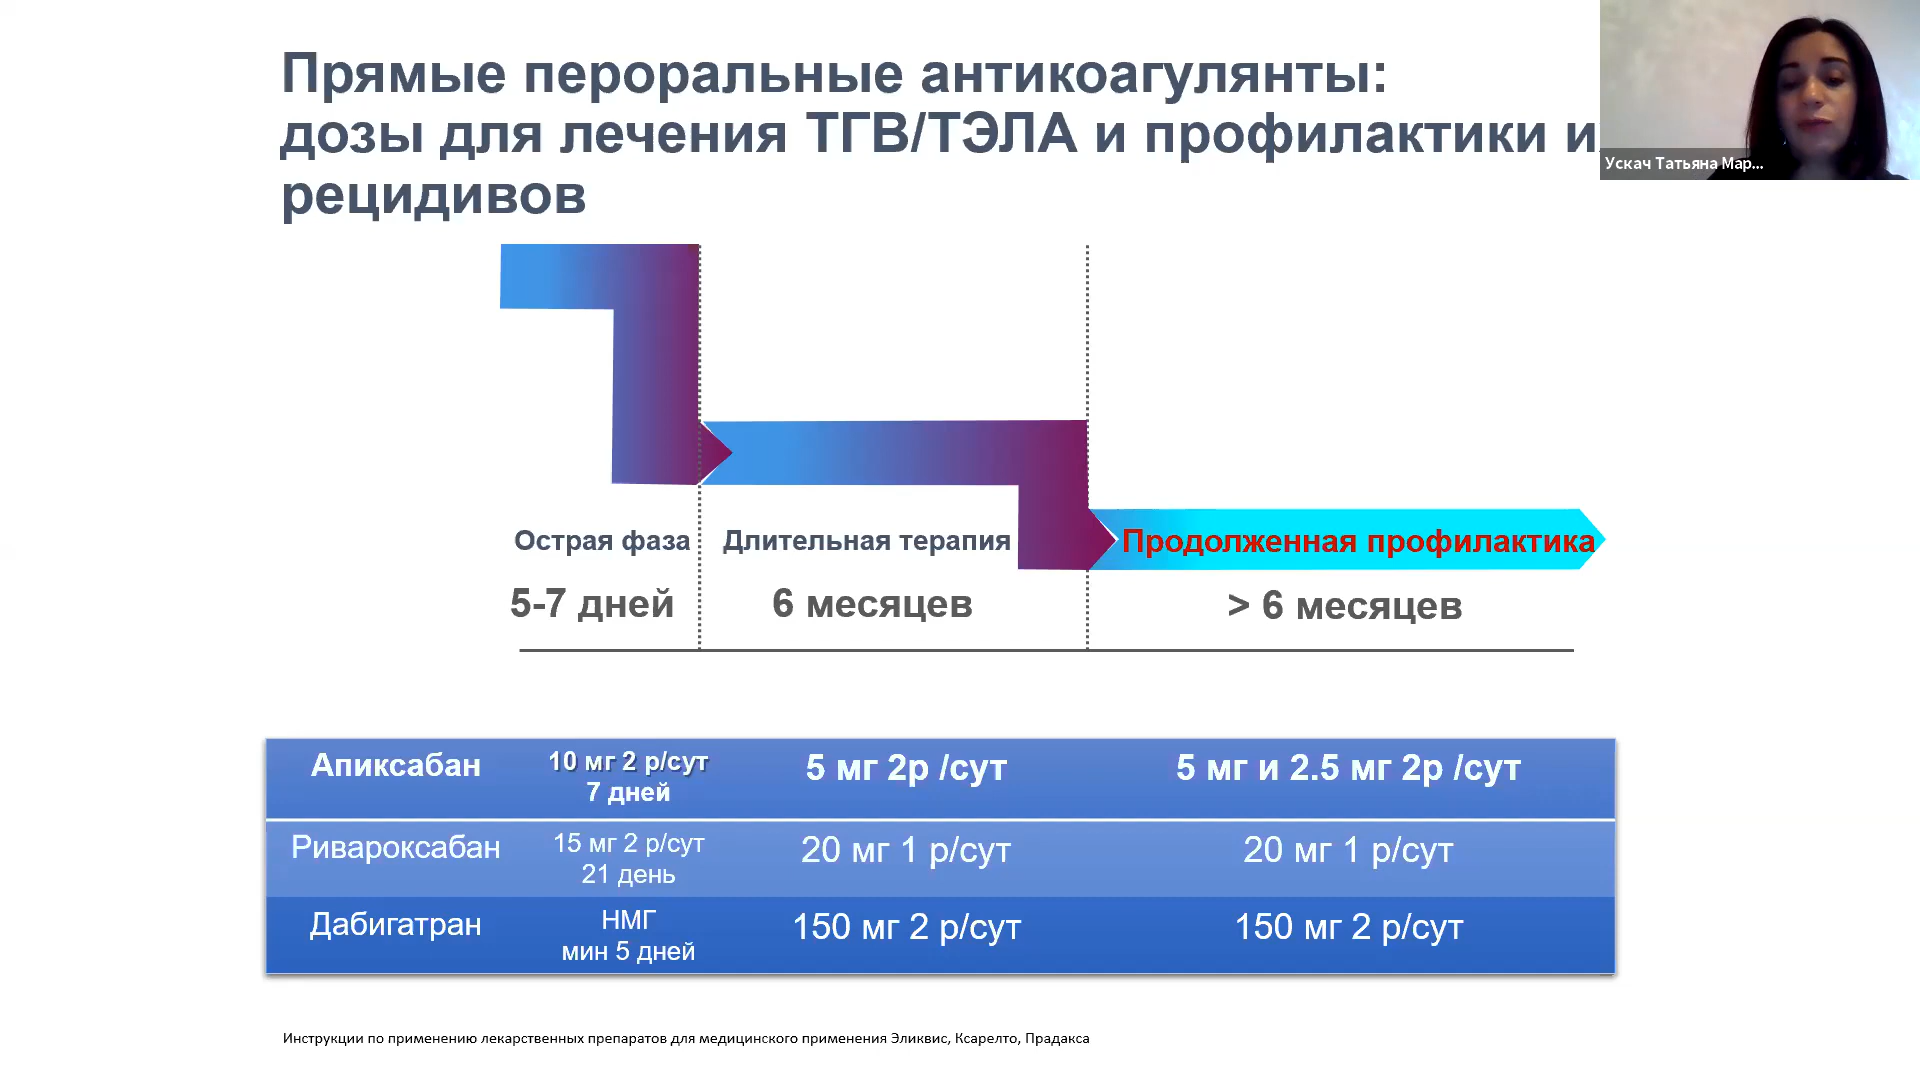 Прямые пероральные антикоагулянты:
дозы для лечения ТГВ/ТЭЛА и профилактики
рецидивов
Ускач Татьяна Мар...
Острая фаза
Длительная терапия
Продолженная профилактика
5-7 дней
6 месяцев
> 6 месяцев
Апиксабан
10 мг 2 р/сут
7 дней
5 мг 2р /сут
5 мг и 2.5 мг 2р /сут
Ривароксабан
15 мг 2 р/сут
21 день
20 мг 1 р/сут
20 мг 1 р/сут
Дабигатран
НМГ
мин 5 дней
150 мг 2 р/сут
150 мг 2 р/сут
Инструкции по применению лекарственных препаратов для медицинского применения Эликвис, Ксарелто, Прадакса